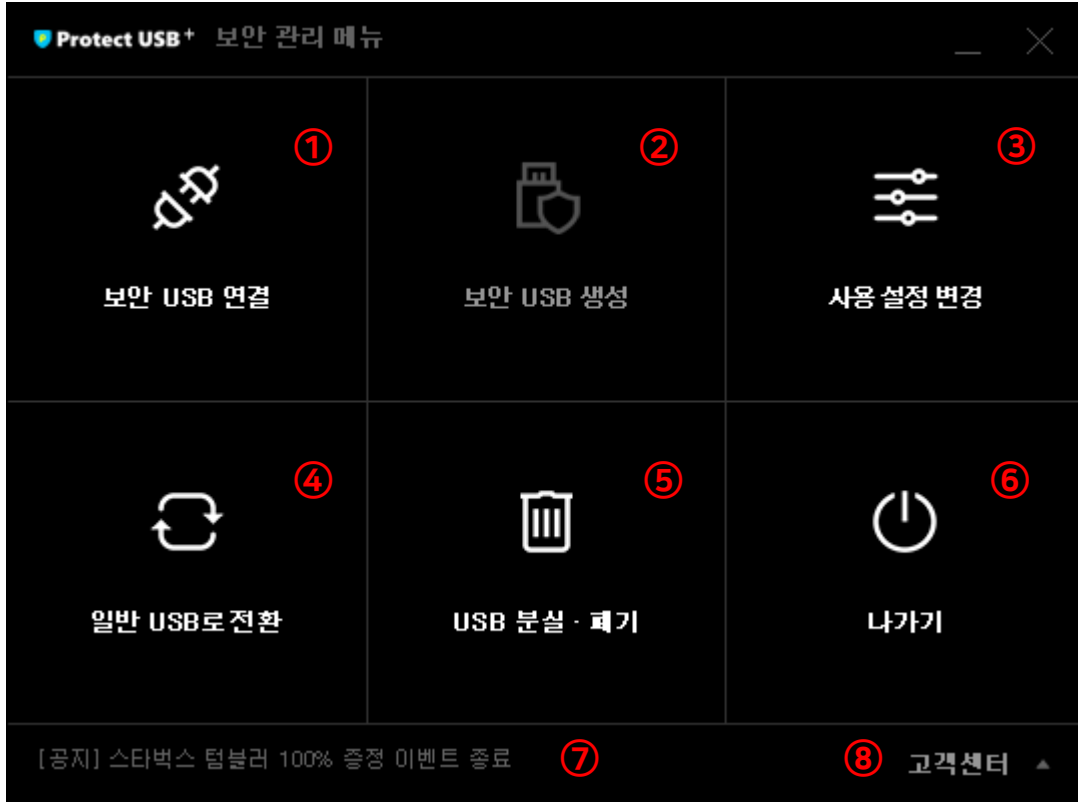 Protect USB+ 보안 관리 메뉴
① ② ③
보안 USB 연결 보안 USB 생성 사용 설정 변경
④ ⑤ ⑥
일반 USB로 전환 USB 분실 · 폐기 나가기
[공지] 스타벅스 텀블러 100% 증정 이벤트 종료 ⑦ ⑧ 고객센터